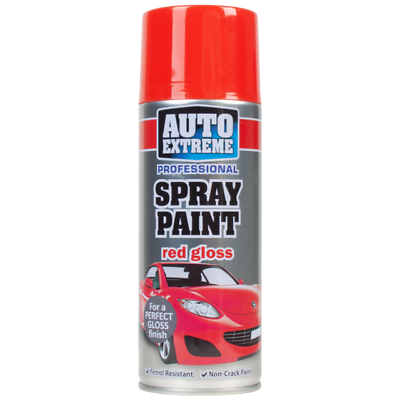 AUTO
EXTREME
PROFESSIONAL
SPRAY
PAINT
red gloss
For a
PERFECT
GLOSS
finish
✓Petrol Resistant ✓Non-Crack Paint